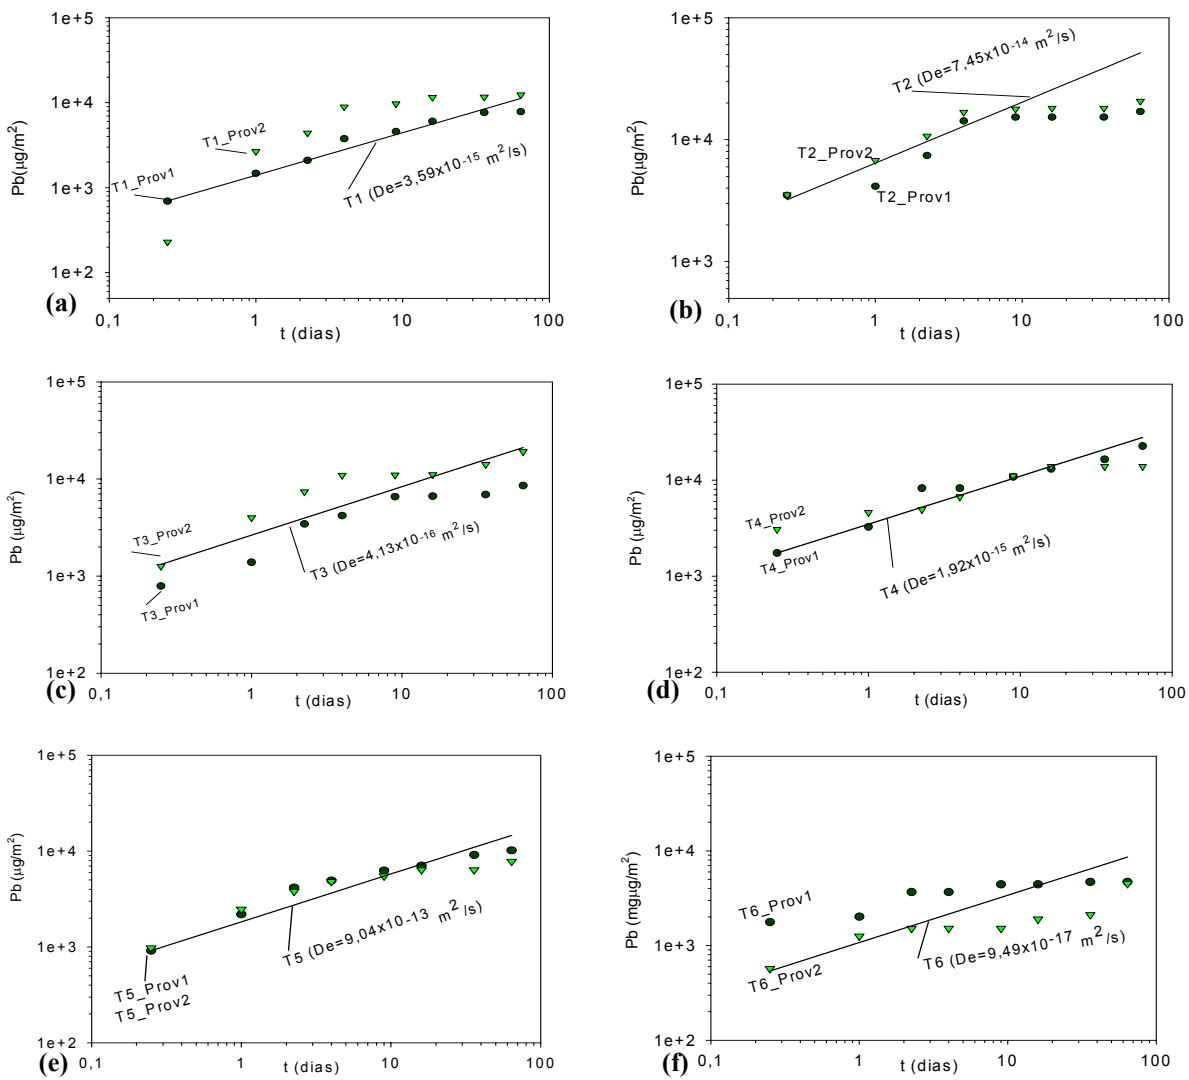 1e+5
1e+4
1e+3
1e+2
Pb(μg/m²)
T1_Prov2
T1_Prov1
T1 (De=3,59x10⁻¹⁵ m²/s)
(a)
0,1 1 10 100
t (dias)
1e+5
1e+4
1e+3
Pb(μg/m²)
T2 (De=7,45x10⁻¹⁴ m²/s)
T2_Prov2
T2_Prov1
(b)
0,1 1 10 100
t (dias)
1e+5
1e+4
1e+3
1e+2
Pb (μg/m²)
T3_Prov2
T3_Prov1
T3 (De=4,13x10⁻¹⁶ m²/s)
(c)
0,1 1 10 100
t (dias)
1e+5
1e+4
1e+3
1e+2
Pb (μg/m²)
T4_Prov2
T4_Prov1
T4 (De=1,92x10⁻¹⁵ m²/s)
(d)
0,1 1 10 100
t (dias)
1e+5
1e+4
1e+3
1e+2
Pb (μg/m²)
T5 (De=9,04x10⁻¹³ m²/s)
T5_Prov1
T5_Prov2
(e)
0,1 1 10 100
t (dias)
1e+5
1e+4
1e+3
1e+2
Pb (mgμg/m²)
T6_Prov1
T6_Prov2
T6 (De=9,49x10⁻¹⁷ m²/s)
(f)
0,1 1 10 100
t (dias)